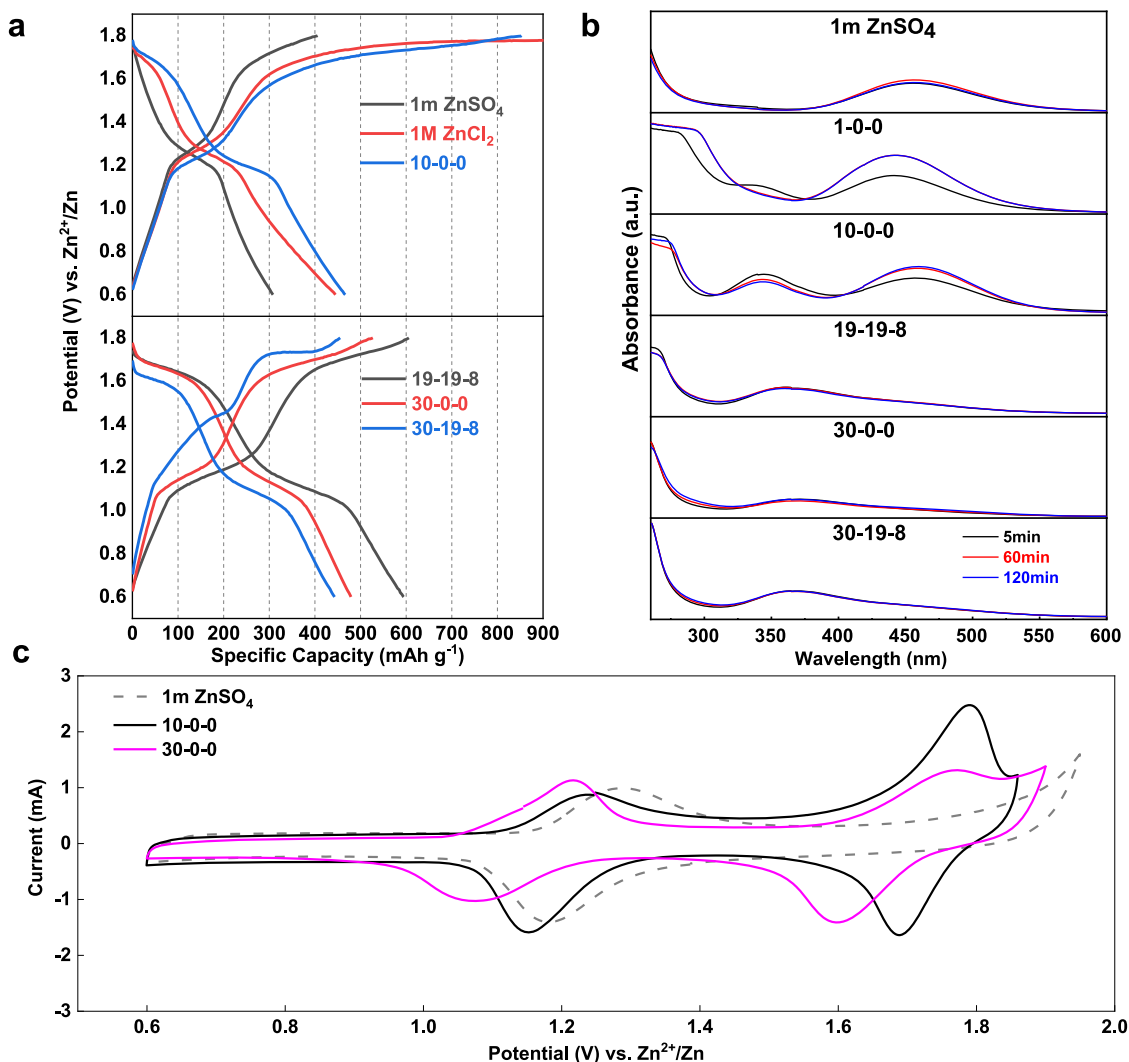 a
1.8
1.6
1.4
1.2
1.0
0.8
0.6
1m ZnSO4
1M ZnCl2
10-0-0
1.8
1.6
1.4
1.2
1.0
0.8
0.6
19-19-8
30-0-0
30-19-8
Potential (V) vs. Zn2+/Zn
0 100 200 300 400 500 600 700 800 900
Specific Capacity (mAh g-1)
b
1m ZnSO4
1-0-0
10-0-0
19-19-8
30-0-0
30-19-8
5min
60min
120min
Absorbance (a.u.)
300 350 400 450 500 550 600
Wavelength (nm)
c
3
2
1
0
-1
-2
-3
Current (mA)
1m ZnSO4
10-0-0
30-0-0
0.6 0.8 1.0 1.2 1.4 1.6 1.8 2.0
Potential (V) vs. Zn2+/Zn